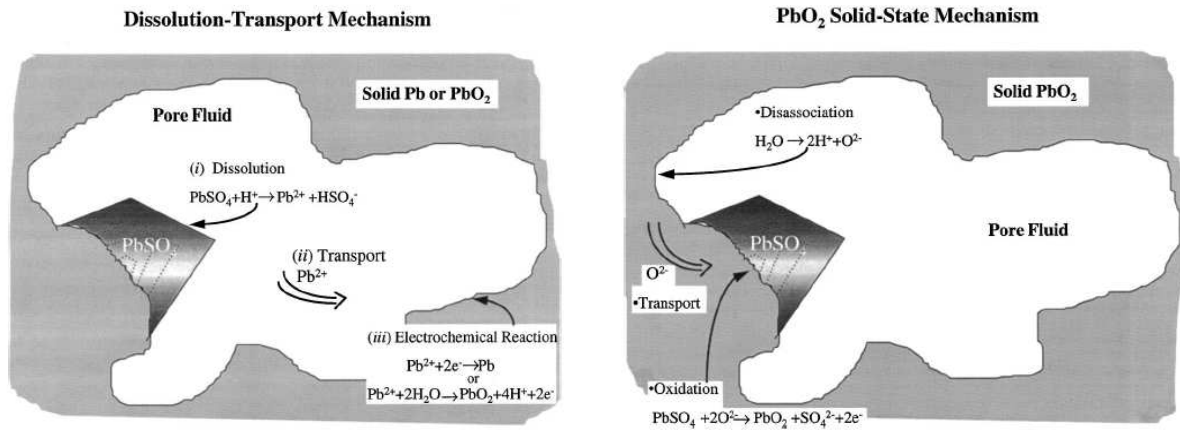 Dissolution-Transport Mechanism
Solid Pb or PbO₂
Pore Fluid
(i) Dissolution
PbSO₄+H⁺→Pb²⁺ +HSO₄⁻
PbSO₄
(ii) Transport
Pb²⁺
(iii) Electrochemical Reaction
Pb²⁺+2e⁻→Pb
or
Pb²⁺+2H₂O→PbO₂+4H⁺+2e⁻
PbO₂ Solid-State Mechanism
Solid PbO₂
•Disassociation
H₂O→2H⁺+O²⁻
PbSO₄
Pore Fluid
O²⁻
•Transport
•Oxidation
PbSO₄ +2O²⁻→ PbO₂ +SO₄²⁻+2e⁻